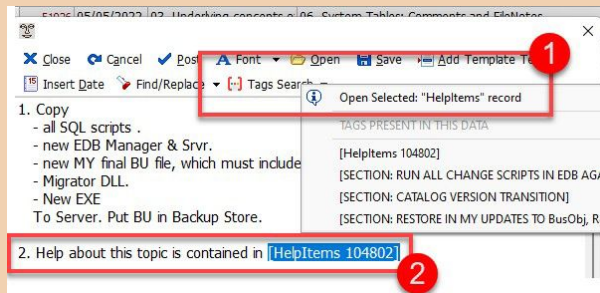 51026 05/05/2022 03. Underlying concepts o 06. System Tables: Comments and FileNotes
Close Cancel Post Font Open Save Add Template
15 Insert Date Find/Replace [··] Tags Search
1
Open Selected: "HelpItems" record
TAGS PRESENT IN THIS DATA
[HelpItems 104802]
[SECTION: RUN ALL CHANGE SCRIPTS IN EDB AGA
[SECTION: CATALOG VERSION TRANSITION]
[SECTION: RESTORE IN MY UPDATES TO BusObj, R
1. Copy
- all SQL scripts .
- new EDB Manager & Srvr.
- new MY final BU file, which must include
- Migrator DLL.
- New EXE
To Server. Put BU in Backup Store.
2. Help about this topic is contained in [HelpItems 104802]
2